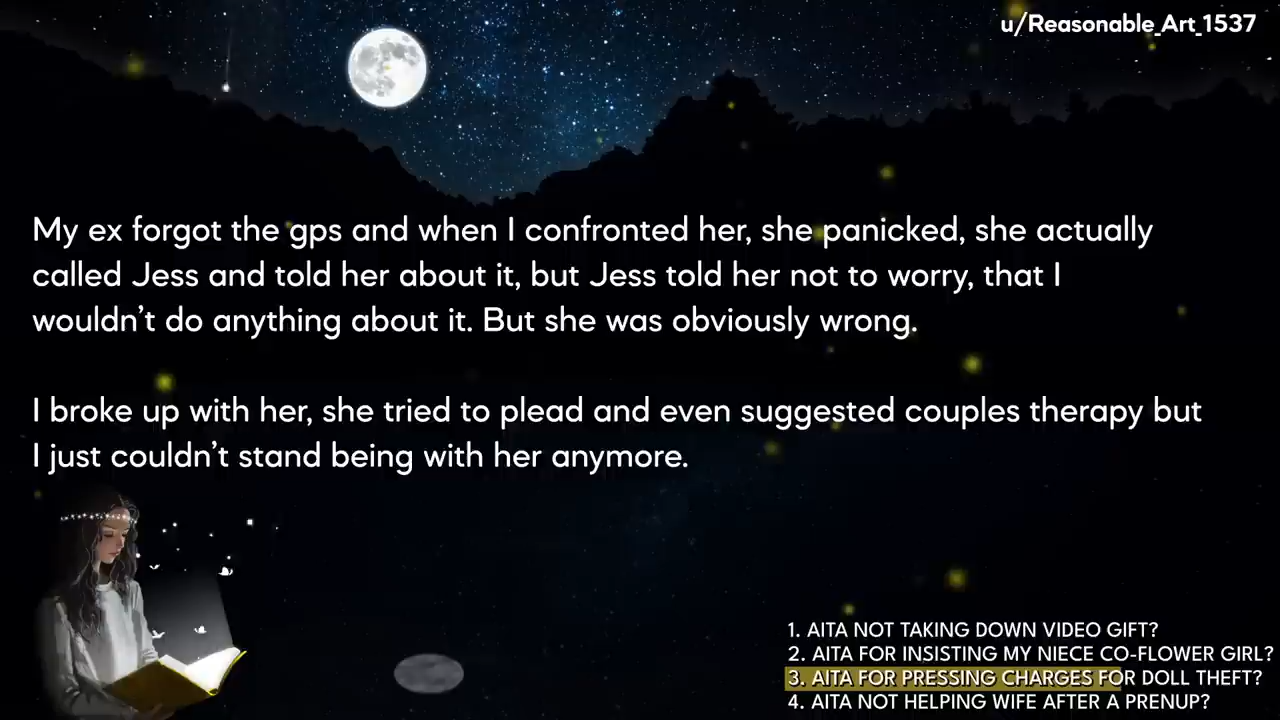 u/Reasonable_Art_1537
My ex forgot the gps and when I confronted her, she panicked, she actually
called Jess and told her about it, but Jess told her not to worry, that I
wouldn’t do anything about it. But she was obviously wrong.
I broke up with her, she tried to plead and even suggested couples therapy but
I just couldn’t stand being with her anymore.
1. AITA NOT TAKING DOWN VIDEO GIFT?
2. AITA FOR INSISTING MY NIECE CO-FLOWER GIRL?
3. AITA FOR PRESSING CHARGES FOR DOLL THEFT?
4. AITA NOT HELPING WIFE AFTER A PRENUP?